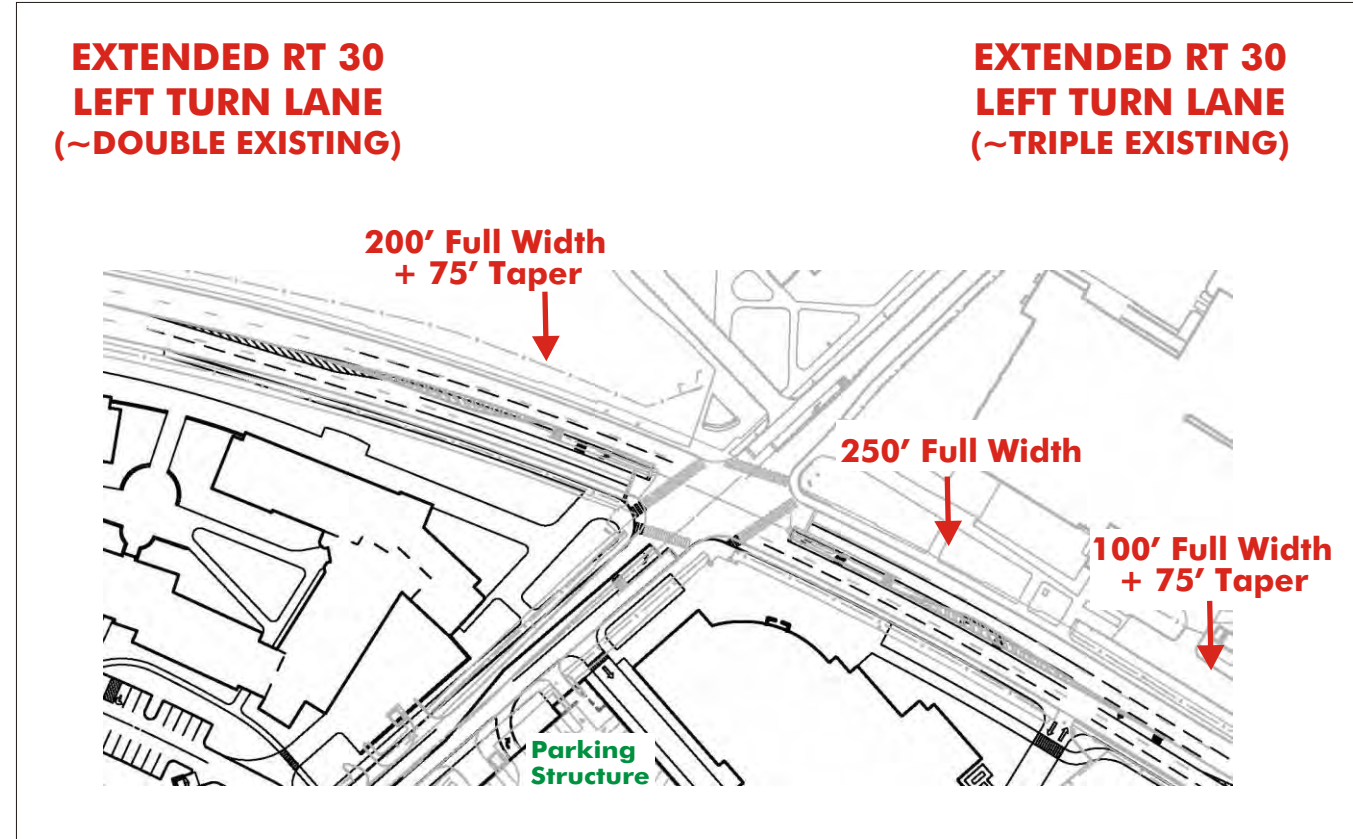 EXTENDED RT 30
LEFT TURN LANE
(~DOUBLE EXISTING)
EXTENDED RT 30
LEFT TURN LANE
(~TRIPLE EXISTING)
200’ Full Width
+ 75’ Taper
250’ Full Width
100’ Full Width
+ 75’ Taper
Parking
Structure